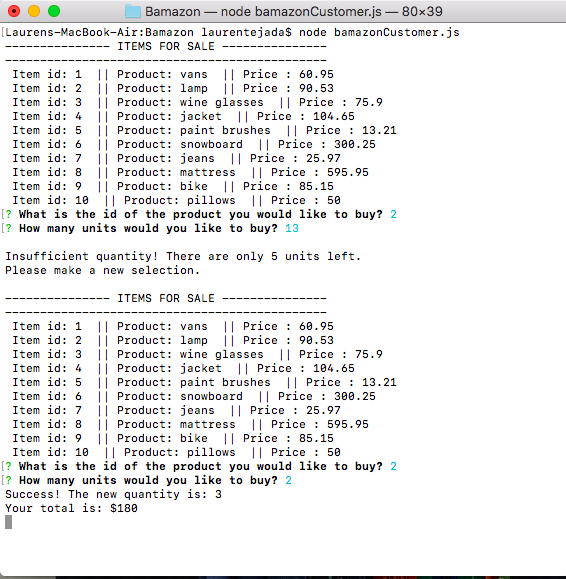 Bamazon — node bamazonCustomer.js — 80×39
[Laurens-MacBook-Air:Bamazon laurentejada$ node bamazonCustomer.js
--------------- ITEMS FOR SALE ---------------
----------------------------------------------
Item id: 1  || Product: vans  || Price : 60.95
Item id: 2  || Product: lamp  || Price : 90.53
Item id: 3  || Product: wine glasses  || Price : 75.9
Item id: 4  || Product: jacket  || Price : 104.65
Item id: 5  || Product: paint brushes  || Price : 13.21
Item id: 6  || Product: snowboard  || Price : 300.25
Item id: 7  || Product: jeans  || Price : 25.97
Item id: 8  || Product: mattress  || Price : 595.95
Item id: 9  || Product: bike  || Price : 85.15
Item id: 10  || Product: pillows  || Price : 50
[? What is the id of the product you would like to buy? 2
[? How many units would you like to buy? 13
Insufficient quantity! There are only 5 units left.
Please make a new selection.
--------------- ITEMS FOR SALE ---------------
----------------------------------------------
Item id: 1  || Product: vans  || Price : 60.95
Item id: 2  || Product: lamp  || Price : 90.53
Item id: 3  || Product: wine glasses  || Price : 75.9
Item id: 4  || Product: jacket  || Price : 104.65
Item id: 5  || Product: paint brushes  || Price : 13.21
Item id: 6  || Product: snowboard  || Price : 300.25
Item id: 7  || Product: jeans  || Price : 25.97
Item id: 8  || Product: mattress  || Price : 595.95
Item id: 9  || Product: bike  || Price : 85.15
Item id: 10  || Product: pillows  || Price : 50
[? What is the id of the product you would like to buy? 2
[? How many units would you like to buy? 2
Success! The new quantity is: 3
Your total is: $180